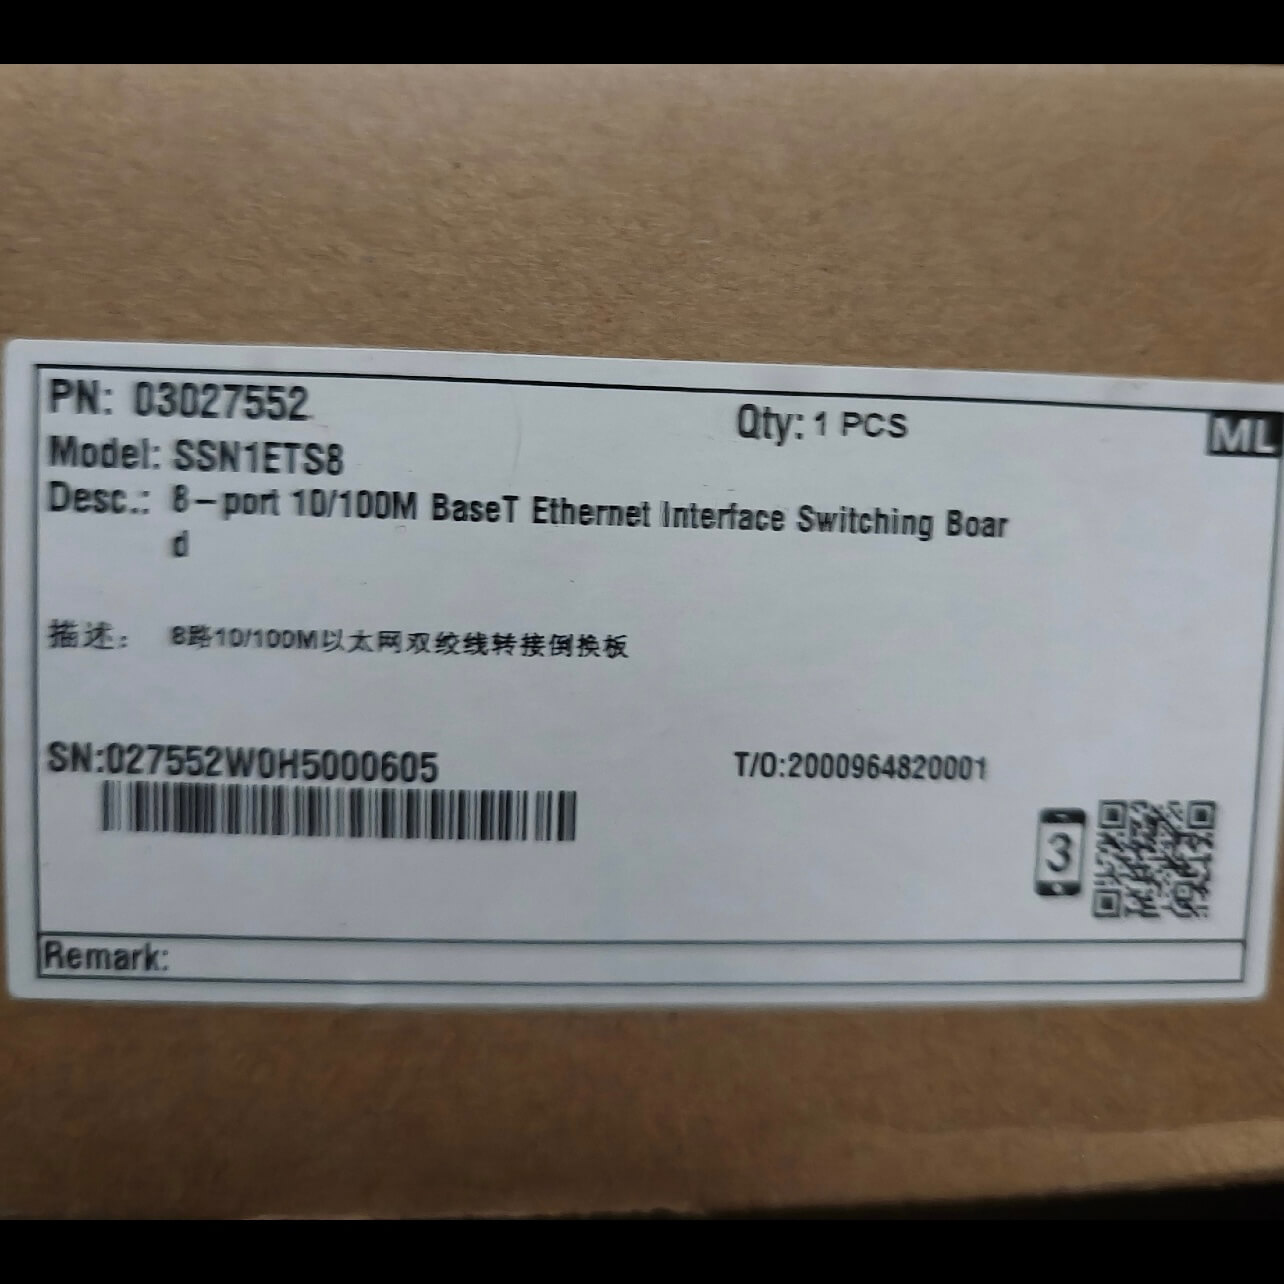 PN: 03027552
Qty: 1 PCS
ML
Model: SSN1ETS8
Desc.: 8-port 10/100M BaseT Ethernet Interface Switching Boar
d
描述: 8路10/100M以太网双绞线转接倒换板
SN:027552W0H5000605
T/O:2000964820001
3
Remark: